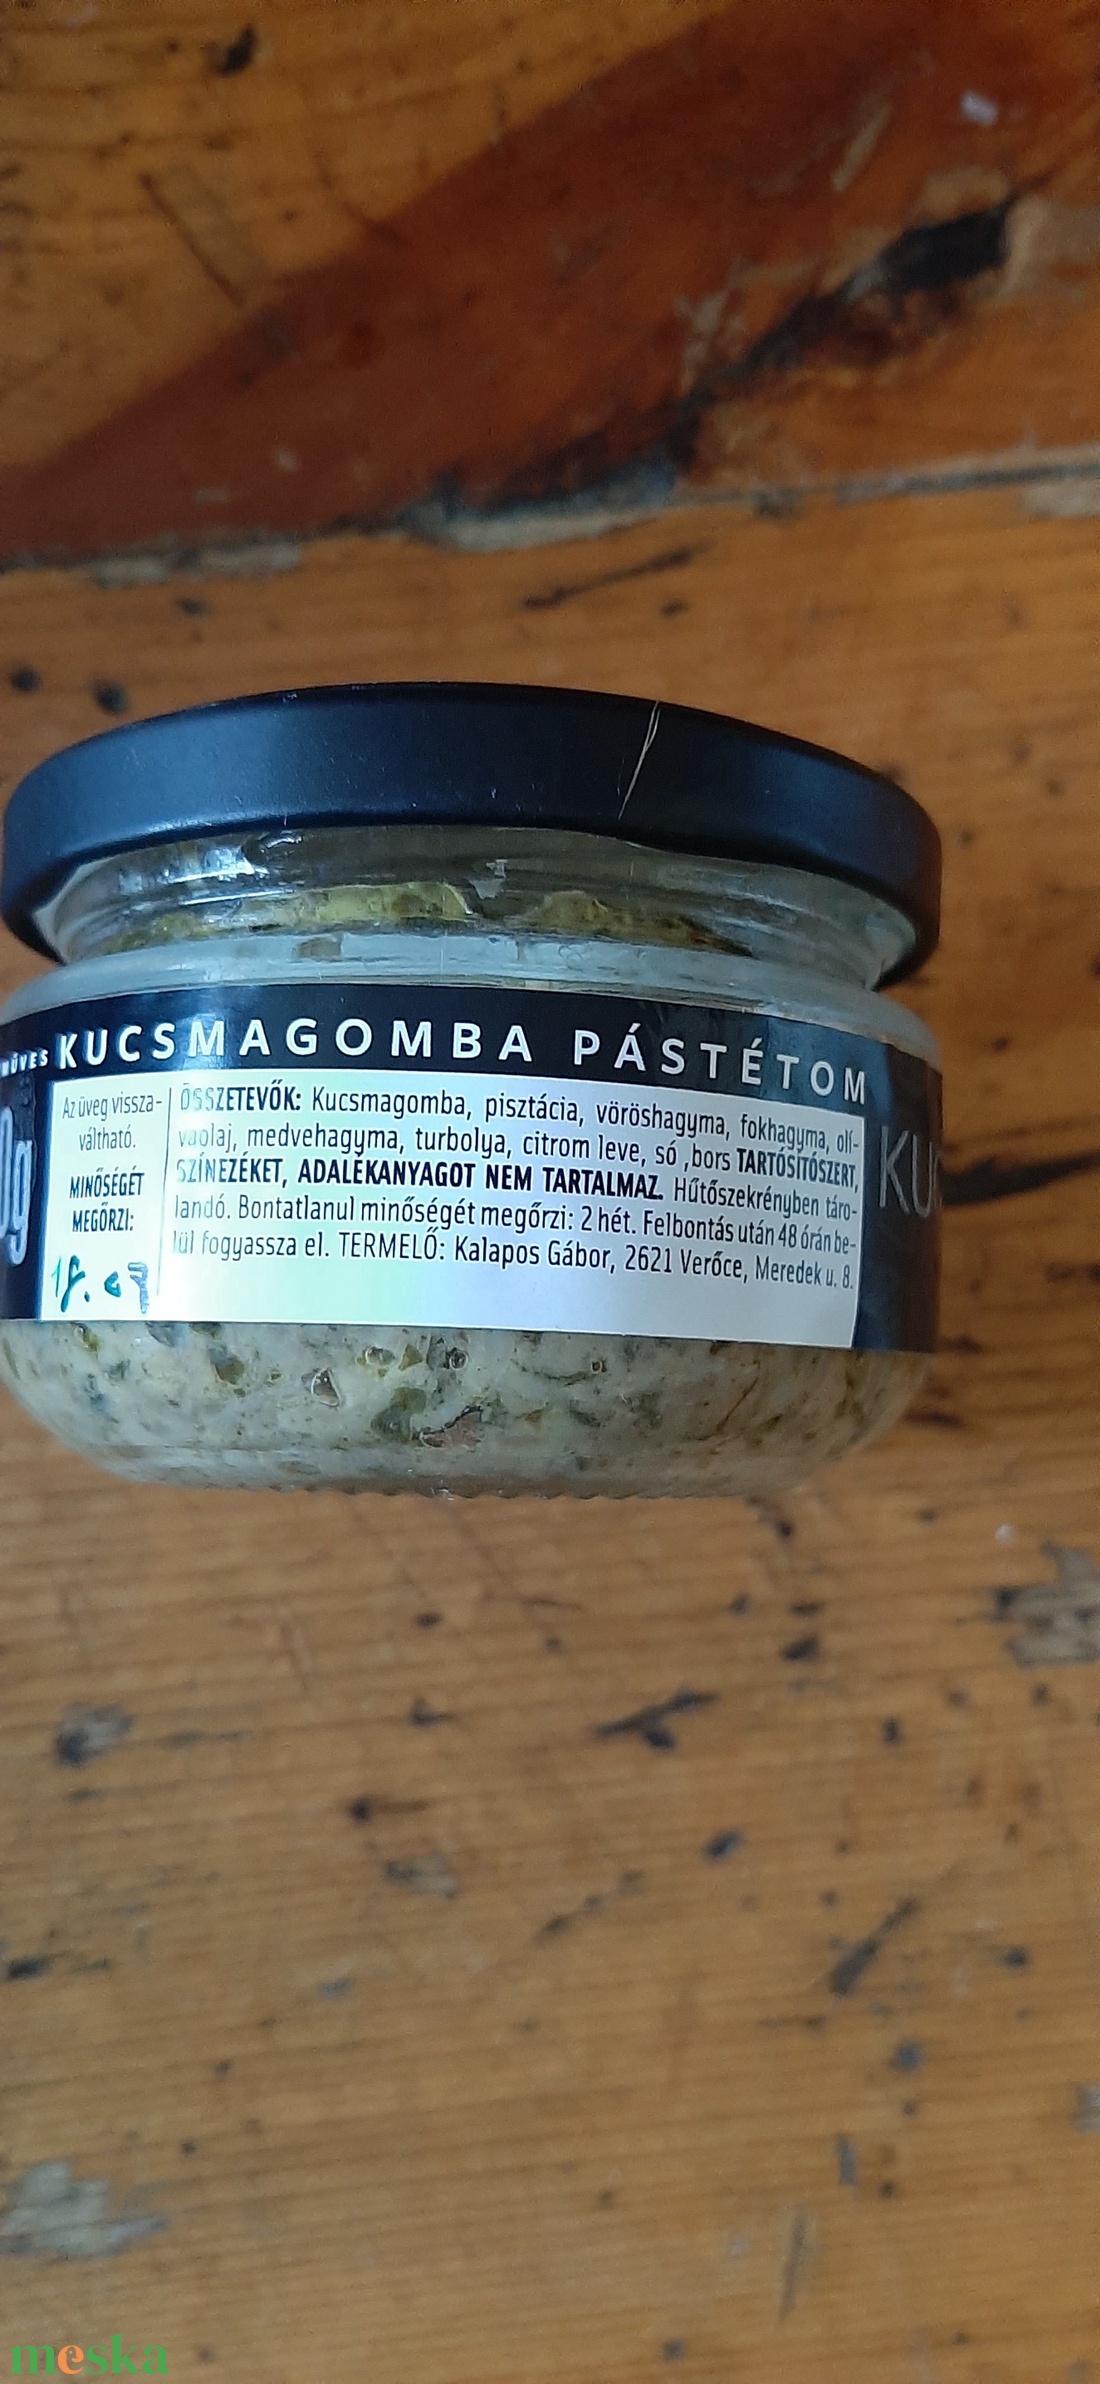 KUCSMAGOMBA PÁSTÉTOM
Az üveg vissza-
váltható.
MINŐSÉGÉT
MEGŐRZI:
ÖSSZETEVŐK: Kucsmagomba, pisztácia, vöröshagyma, fokhagyma, olí-
vaolaj, medvehagyma, turbolya, citrom leve, só ,bors TARTÓSÍTÓSZERT,
SZÍNEZÉKET, ADALÉKANYAGOT NEM TARTALMAZ. Hűtőszekrényben táro-
landó. Bontatlanul minőségét megőrzi: 2 hét. Felbontás után 48 órán be-
lül fogyassza el. TERMELŐ: Kalapos Gábor, 2621 Verőce, Meredek u. 8.
meska